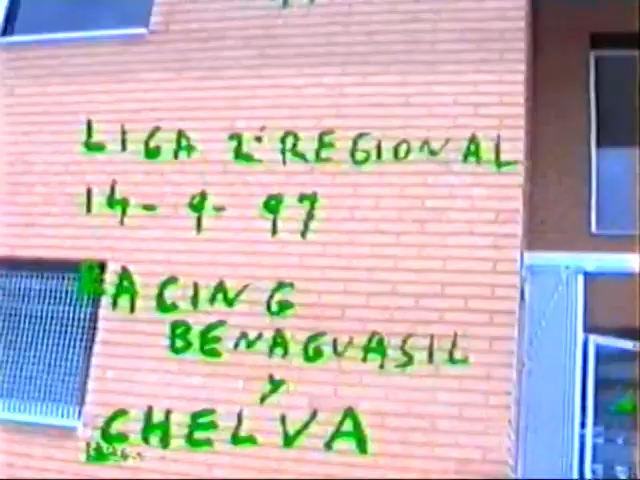 LIGA 2ª REGIONAL
14-9-97
RACING
BENAGUASIL
Y
CHELVA